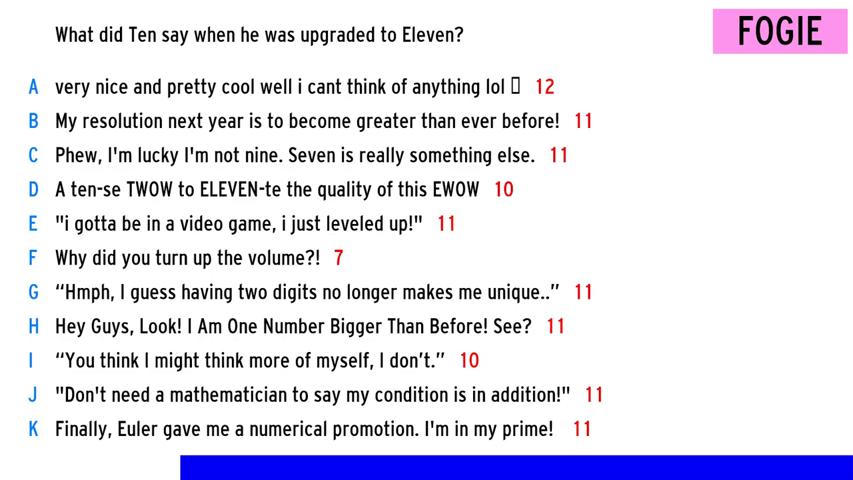 What did Ten say when he was upgraded to Eleven?
FOGIE
A very nice and pretty cool well i cant think of anything lol 12
B My resolution next year is to become greater than ever before! 11
C Phew, I'm lucky I'm not nine. Seven is really something else. 11
D A ten-se TWOW to ELEVEN-te the quality of this EWOW 10
E "i gotta be in a video game, i just leveled up!" 11
F Why did you turn up the volume?! 7
G “Hmph, I guess having two digits no longer makes me unique..” 11
H Hey Guys, Look! I Am One Number Bigger Than Before! See? 11
I “You think I might think more of myself, I don’t.” 10
J "Don't need a mathematician to say my condition is in addition!" 11
K Finally, Euler gave me a numerical promotion. I'm in my prime! 11